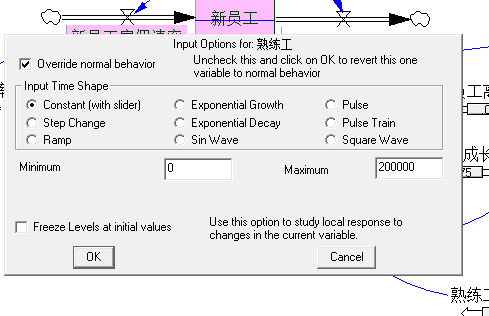 新员工
Input Options for: 熟练工
Override normal behavior
Uncheck this and click on OK to revert this one
variable to normal behavior
Input Time Shape
Constant (with slider)
Exponential Growth
Pulse
Step Change
Exponential Decay
Pulse Train
Ramp
Sin Wave
Square Wave
Minimum
0
Maximum
200000
Freeze Levels at initial values
Use this option to study local response to
changes in the current variable.
OK
Cancel
成长
75
熟练工